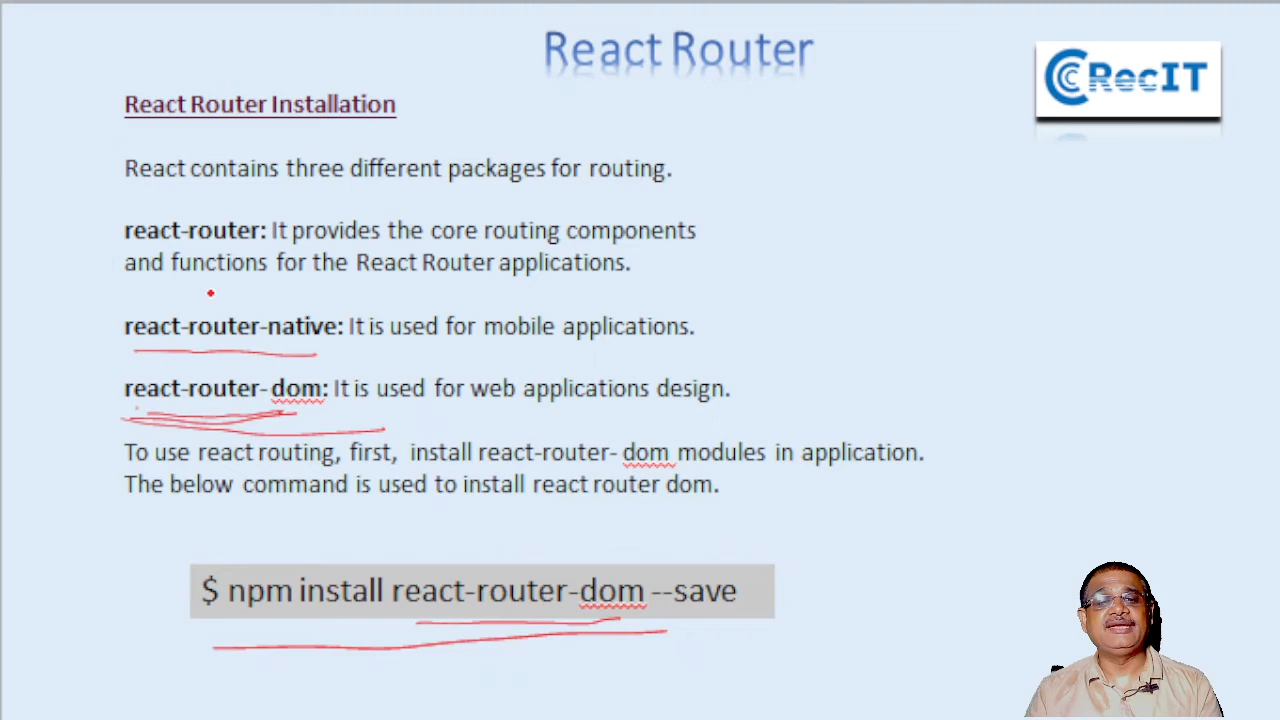 React Router
RecIT
React Router Installation
React contains three different packages for routing.
react-router: It provides the core routing components
and functions for the React Router applications.
react-router-native: It is used for mobile applications.
react-router- dom: It is used for web applications design.
To use react routing, first, install react-router- dom modules in application.
The below command is used to install react router dom.
$ npm install react-router-dom --save